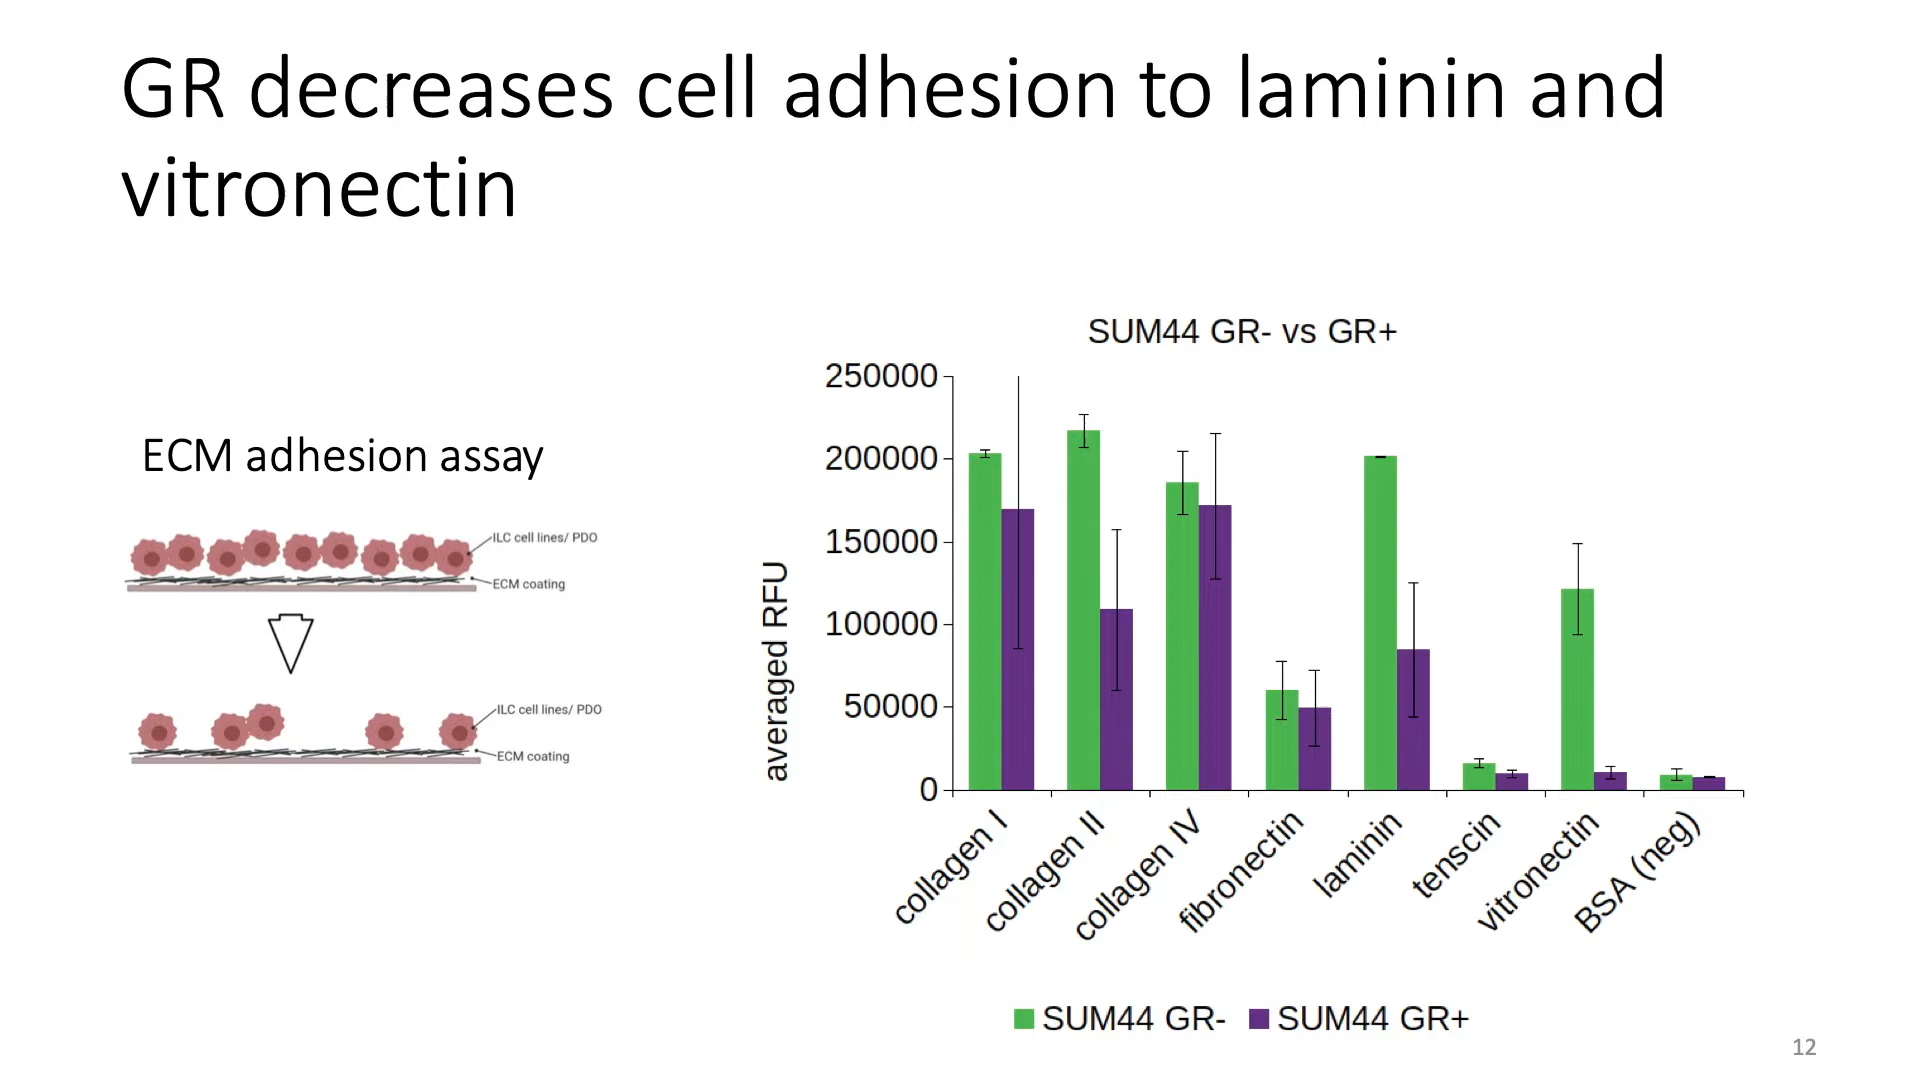 GR decreases cell adhesion to laminin and
vitronectin
ECM adhesion assay
ILC cell lines/ PDO
ECM coating
ILC cell lines/ PDO
ECM coating
SUM44 GR- vs GR+
averaged RFU
250000
200000
150000
100000
50000
0
collagen I
collagen II
collagen IV
fibronectin
laminin
tenscin
vitronectin
BSA (neg)
SUM44 GR-
SUM44 GR+
12